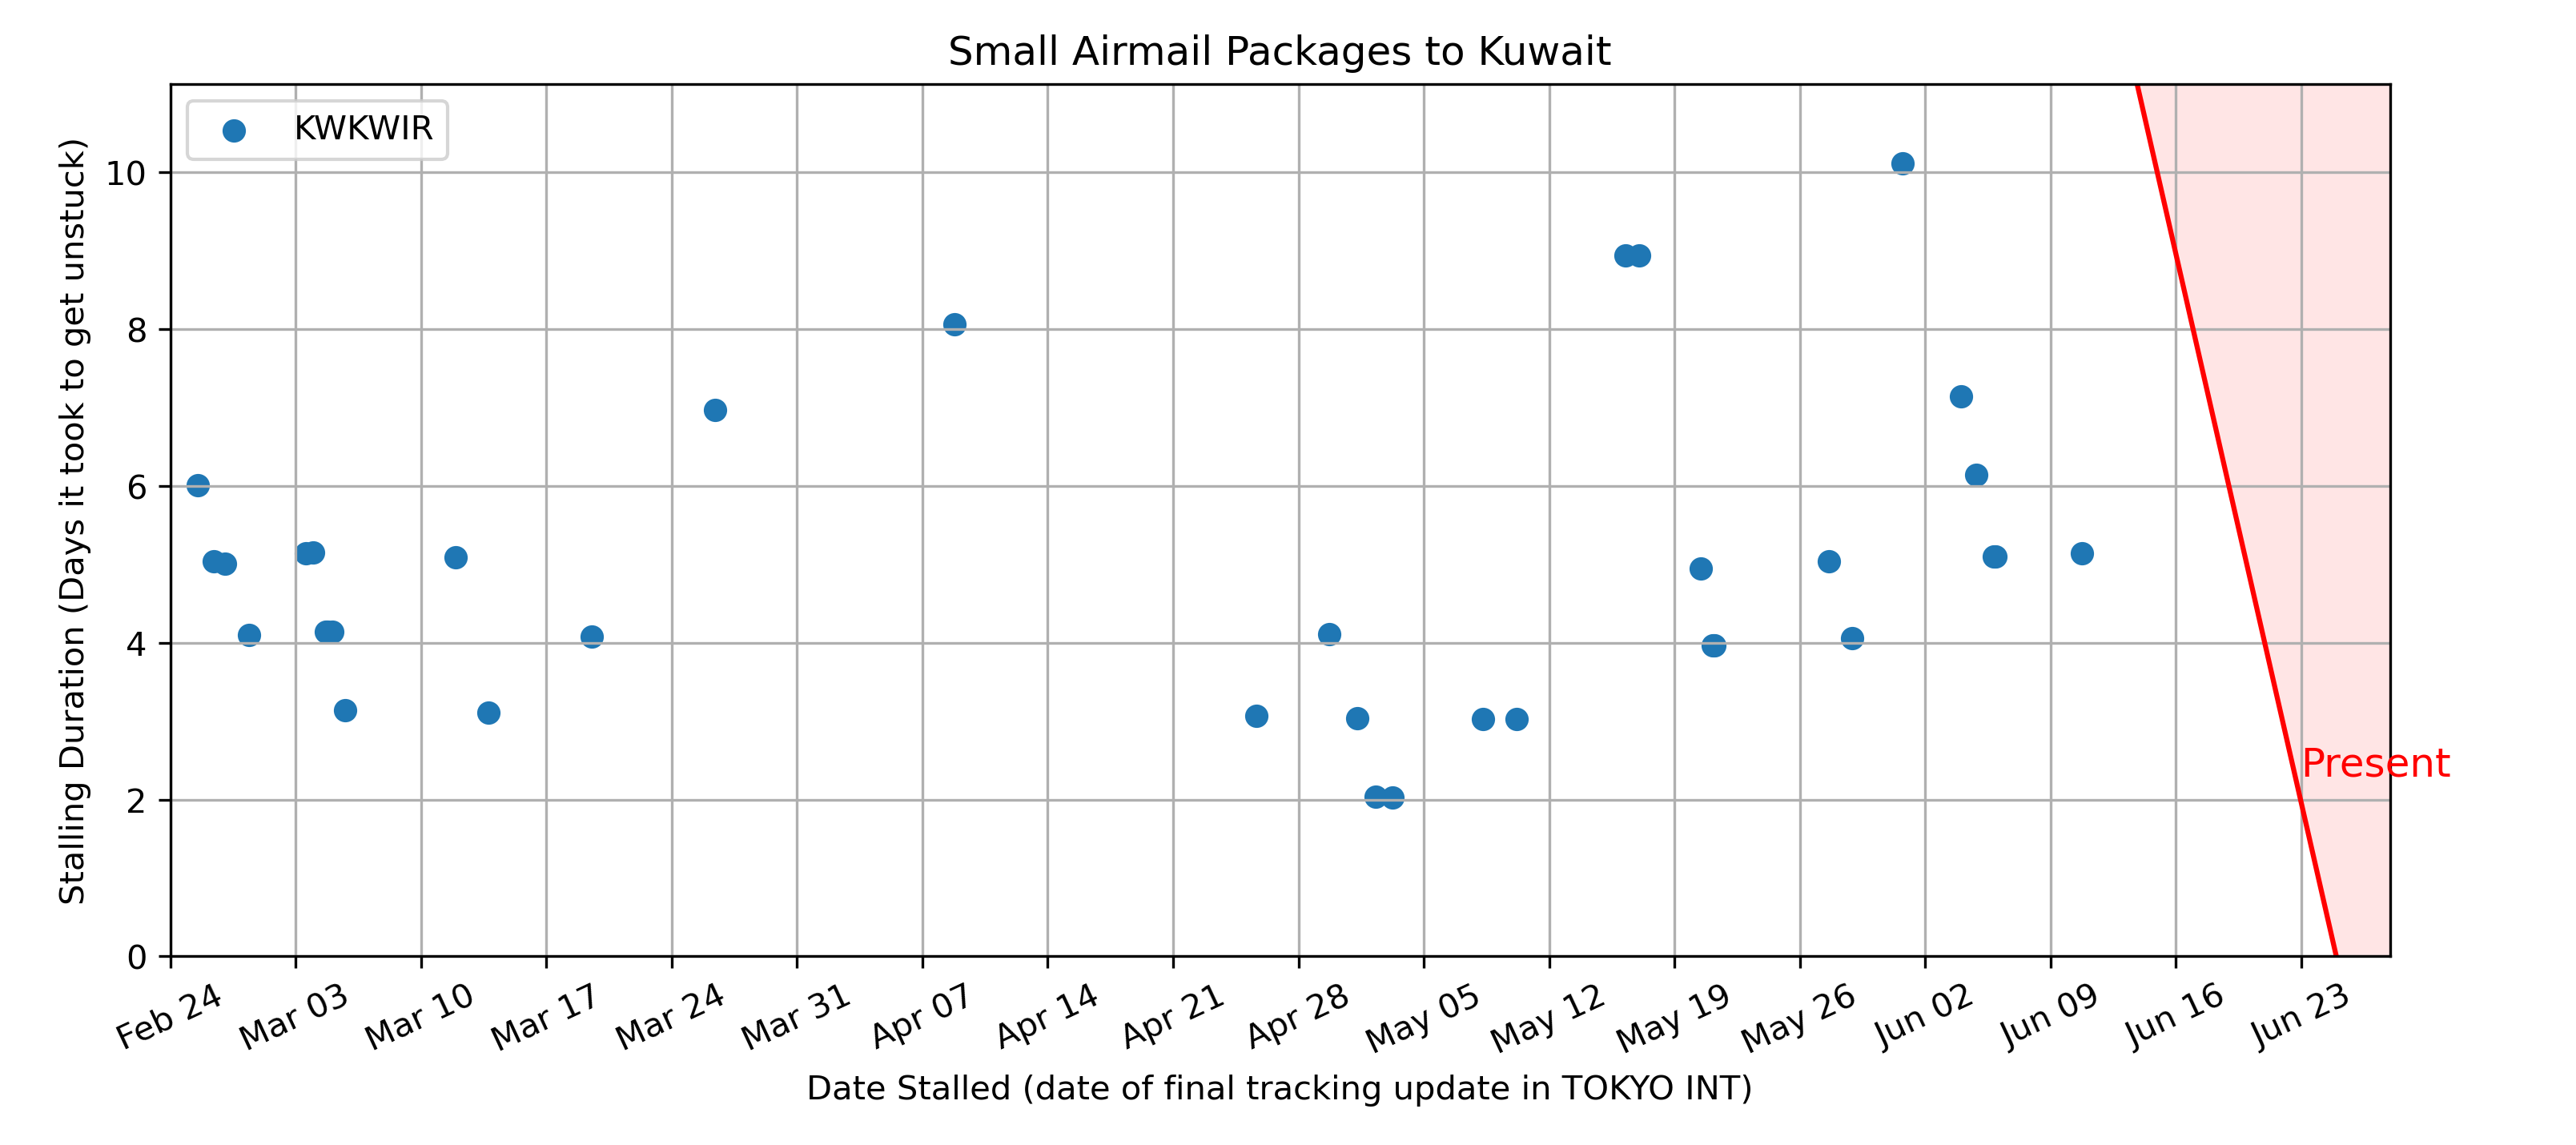 Small Airmail Packages to Kuwait
KWKWIR
Stalling Duration (Days it took to get unstuck)
10
8
6
4
2
0
Present
Feb 24
Mar 03
Mar 10
Mar 17
Mar 24
Mar 31
Apr 07
Apr 14
Apr 21
Apr 28
May 05
May 12
May 19
May 26
Jun 02
Jun 09
Jun 16
Jun 23
Date Stalled (date of final tracking update in TOKYO INT)